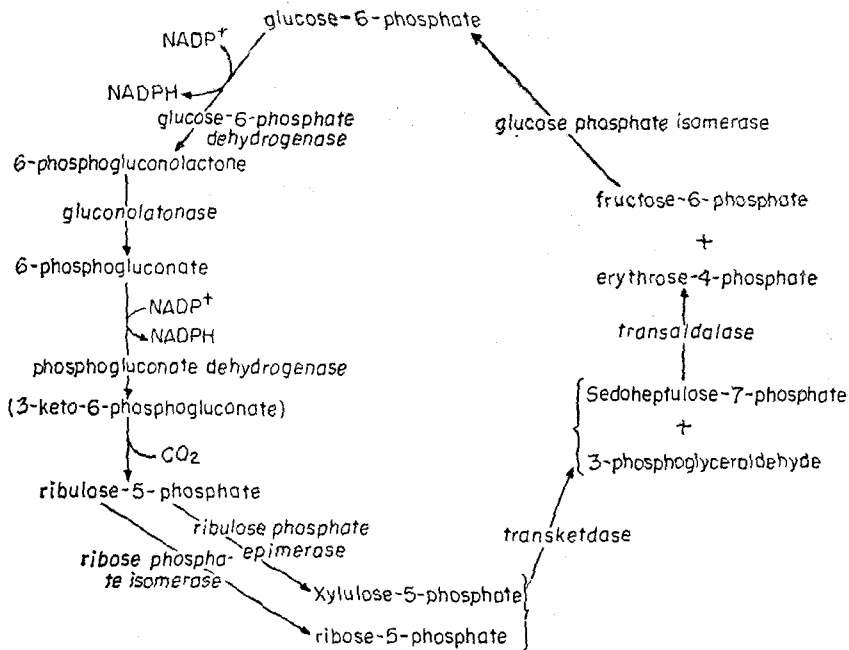 glucose-6-phosphate
NADP+
NADPH
glucose-6-phosphate
dehydrogenase
glucose phosphate isomerase
6-phosphogluconolactone
gluconolatonase
fructose-6-phosphate
+
6-phosphogluconate
erythrose-4-phosphate
NADP+
NADPH
transaldalase
phosphogluconate dehydrogenase
(3-keto-6-phosphogluconate)
Sedoheptulose-7-phosphate
+
CO2
3-phosphoglyceraldehyde
ribulose-5-phosphate
ribulose phosphate
epimerase
transketdase
ribose phospha-
te isomerase
Xylulose-5-phosphate
ribose-5-phosphate